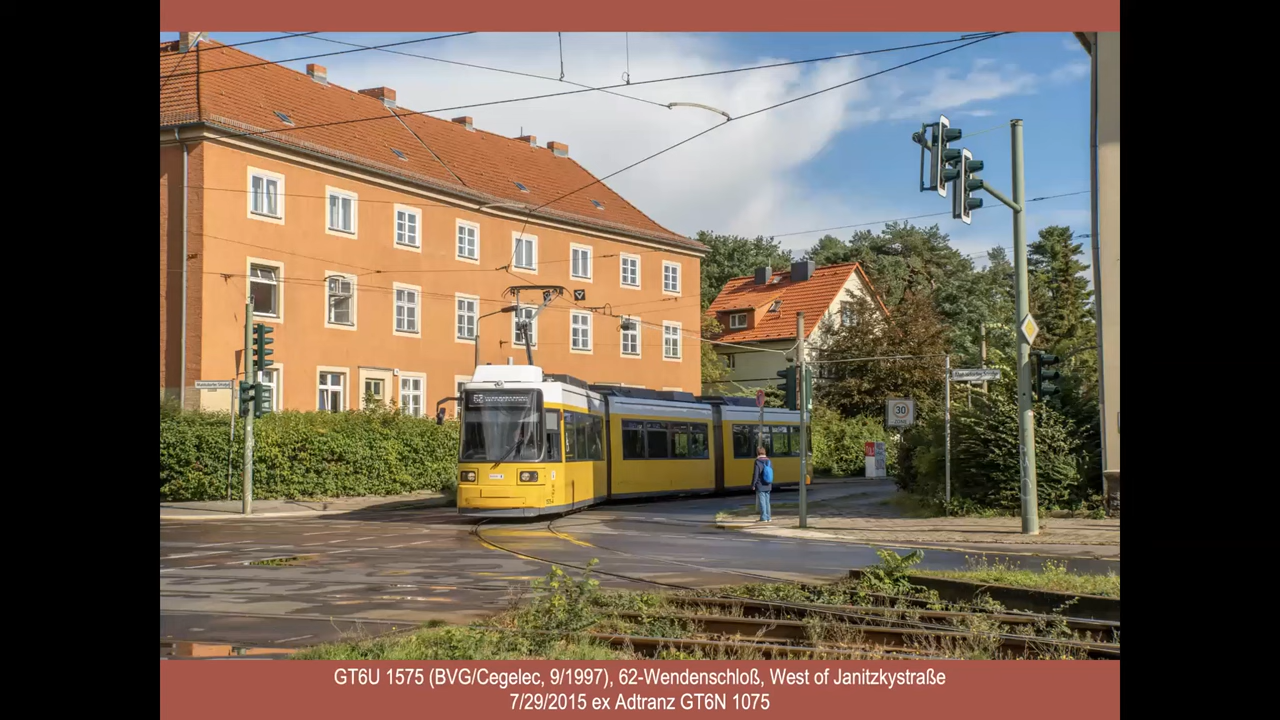 62
30
ZONE
GT6U 1575 (BVG/Cegelec, 9/1997), 62-Wendenschloß, West of Janitzkystraße
7/29/2015 ex Adtranz GT6N 1075